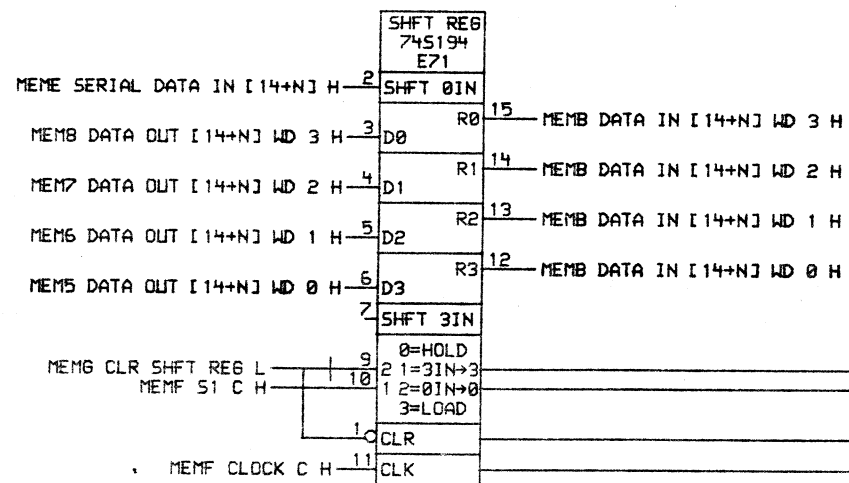 SHFT REG
74S194
E71
MEME SERIAL DATA IN [14+N] H 2 SHFT 0IN
R0 15 MEMB DATA IN [14+N] WD 3 H
MEM8 DATA OUT [14+N] WD 3 H 3 D0
R1 14 MEMB DATA IN [14+N] WD 2 H
MEM7 DATA OUT [14+N] WD 2 H 4 D1
R2 13 MEMB DATA IN [14+N] WD 1 H
MEM6 DATA OUT [14+N] WD 1 H 5 D2
R3 12 MEMB DATA IN [14+N] WD 0 H
MEM5 DATA OUT [14+N] WD 0 H 6 D3
7 SHFT 3IN
0=HOLD
MEMG CLR SHFT REG L 9 2 1=3IN→3
MEMF S1 C H 10 1 2=0IN→0
3=LOAD
1 CLR
MEMF CLOCK C H 11 CLK